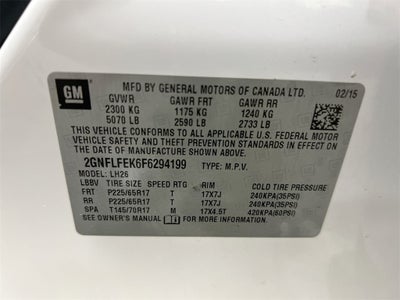 GM
MFD BY GENERAL MOTORS OF CANADA LTD. 02/15
GVWR GAWR FRT GAWR RR
2300 KG 1175 KG 1240 KG
5070 LB 2590 LB 2733 LB
THIS VEHICLE CONFORMS TO ALL APPLICABLE U.S. FEDERAL MOTOR
VEHICLE SAFETY AND THEFT PREVENTION STANDARDS IN EFFECT
ON THE DATE OF MANUFACTURE SHOWN ABOVE.
2GNFLFEK6F6294199 TYPE: M.P.V.
MODEL: LH26
LBBV TIRE SIZE SPEED RTG RIM COLD TIRE PRESSURE
FRT P225/65R17 T 17X7J 240KPA(35PSI)
RR P225/65R17 T 17X7J 240KPA(35PSI)
SPA T145/70R17 M 17X4.5T 420KPA(60PSI)
SEE OWNER'S MANUAL FOR ADDITIONAL INFORMATION.